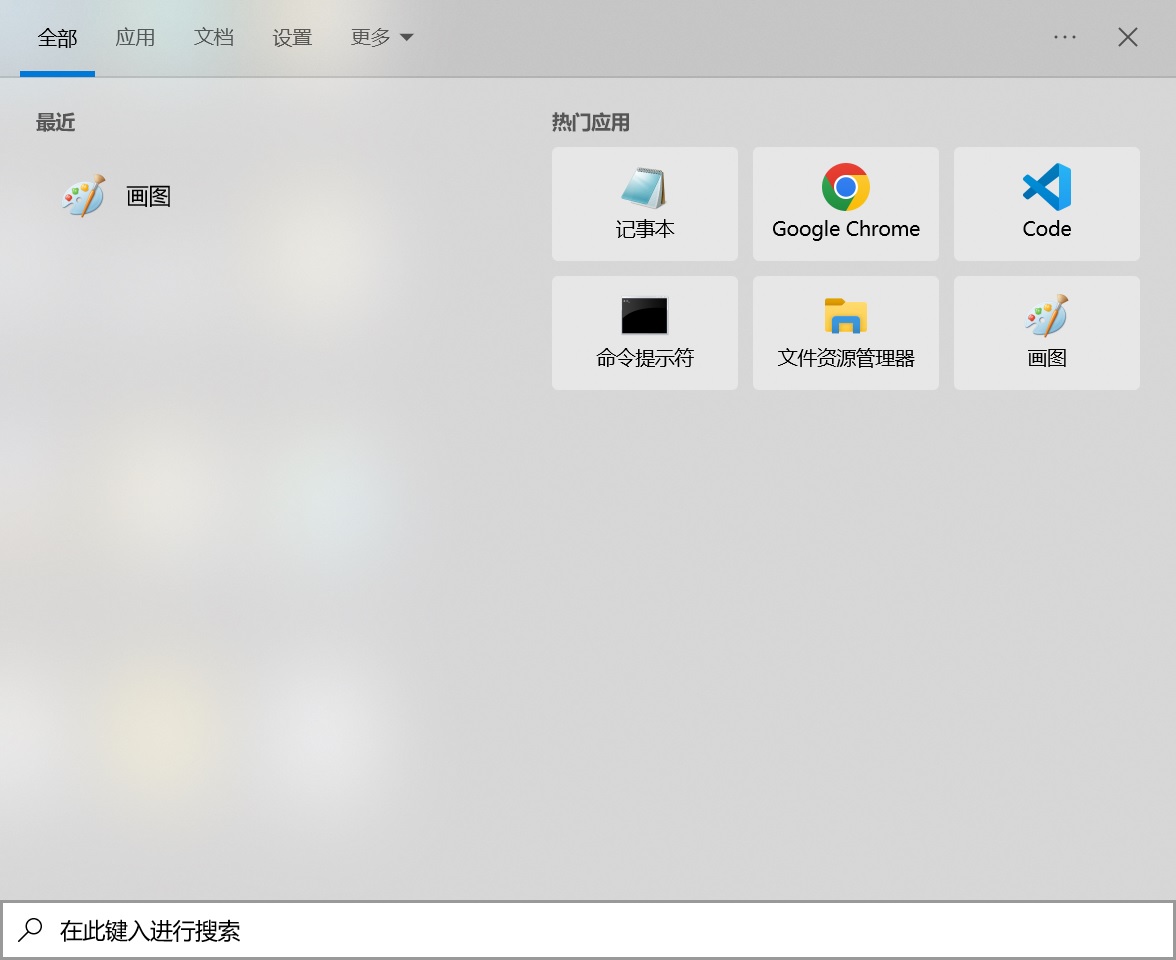 全部 应用 文档 设置 更多
最近
画图
热门应用
记事本 Google Chrome Code
命令提示符 文件资源管理器 画图
在此键入进行搜索